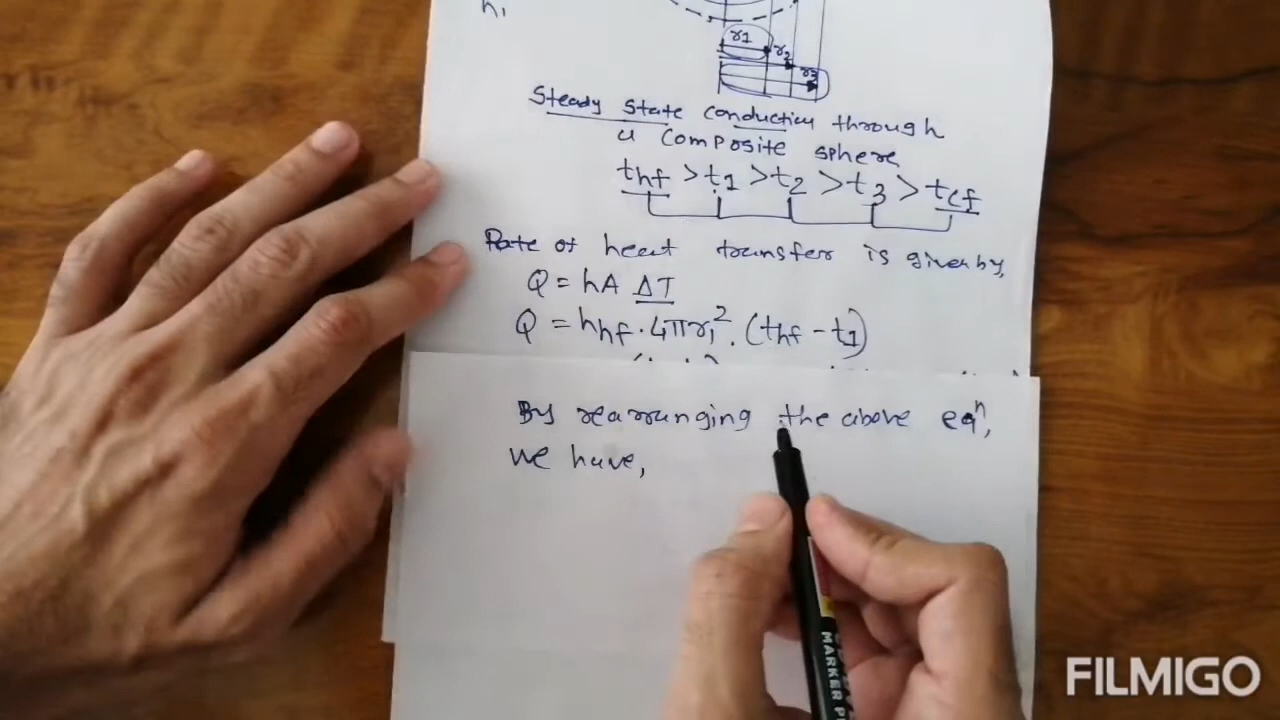 h1
r1
r2
r3
Steady State Conduction through
a Composite sphere
thf > t1 > t2 > t3 > tcf
Rate of heat transfer is given by,
Q = hA ΔT
Q = hhf . 4πr1² . (thf - t1)
By rearranging the above eqn,
we have,
MARKER P
FILMIGO